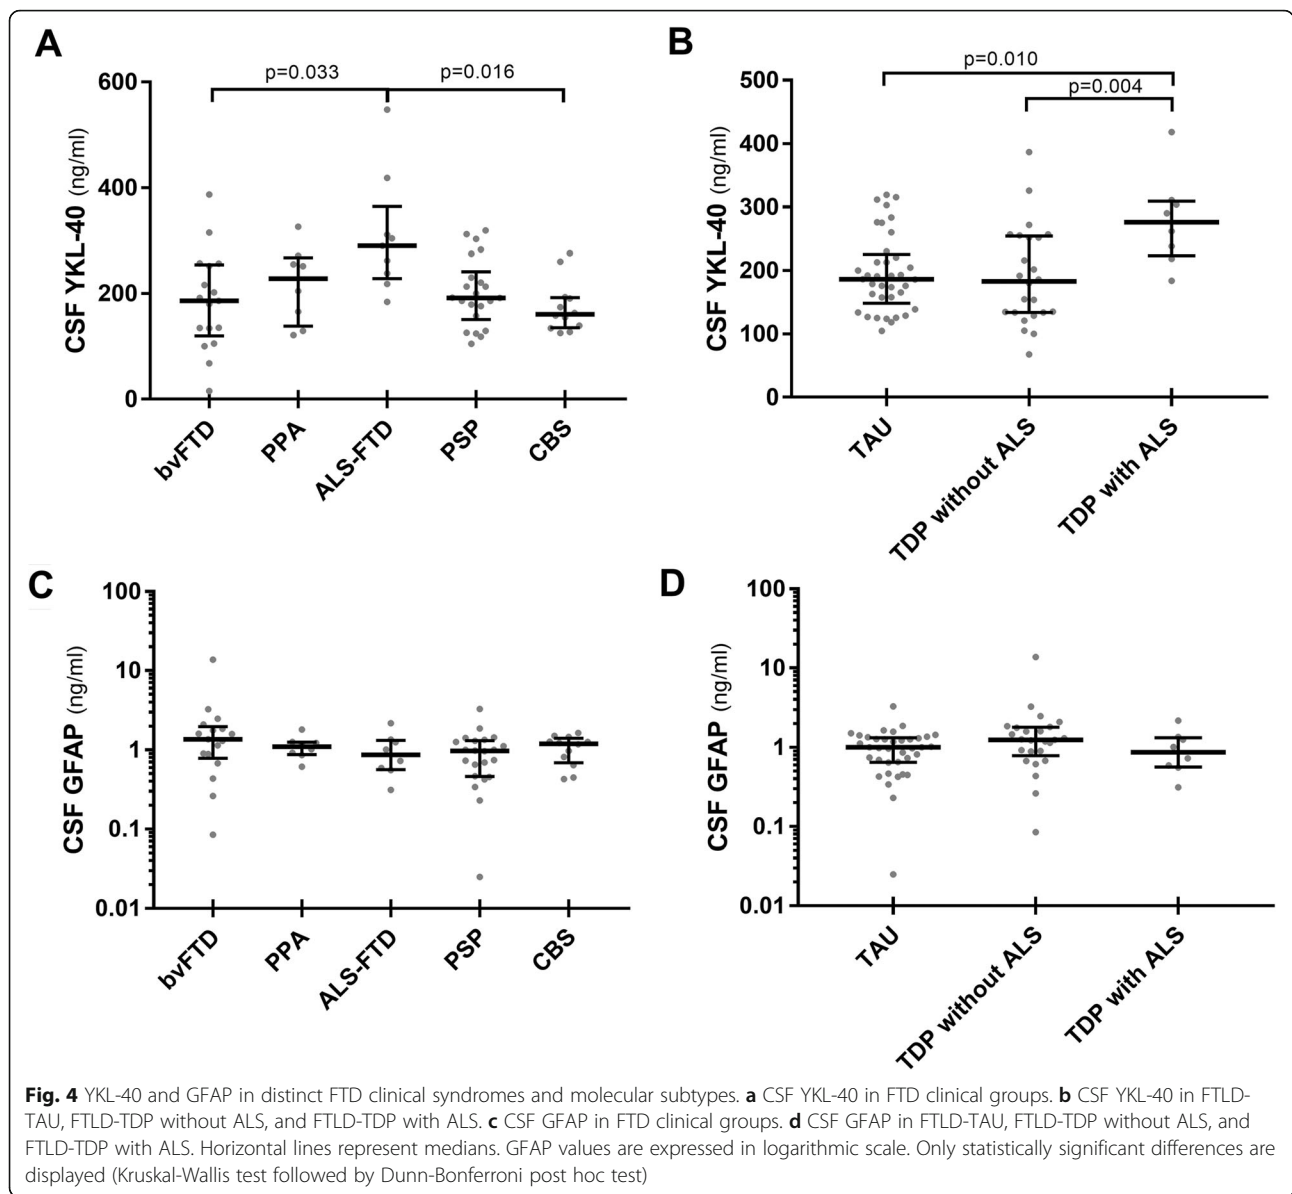 A
p=0.033
p=0.016
600
400
200
0
CSF YKL-40 (ng/ml)
bvFTD
PPA
ALS-FTD
PSP
CBS
B
p=0.010
p=0.004
500
400
300
200
100
0
CSF YKL-40 (ng/ml)
TAU
TDP without ALS
TDP with ALS
C
100
10
1
0.1
0.01
CSF GFAP (ng/ml)
bvFTD
PPA
ALS-FTD
PSP
CBS
D
100
10
1
0.1
0.01
CSF GFAP (ng/ml)
TAU
TDP without ALS
TDP with ALS
Fig. 4 YKL-40 and GFAP in distinct FTD clinical syndromes and molecular subtypes. a CSF YKL-40 in FTD clinical groups. b CSF YKL-40 in FTLD-
TAU, FTLD-TDP without ALS, and FTLD-TDP with ALS. c CSF GFAP in FTD clinical groups. d CSF GFAP in FTLD-TAU, FTLD-TDP without ALS, and
FTLD-TDP with ALS. Horizontal lines represent medians. GFAP values are expressed in logarithmic scale. Only statistically significant differences are
displayed (Kruskal-Wallis test followed by Dunn-Bonferroni post hoc test)